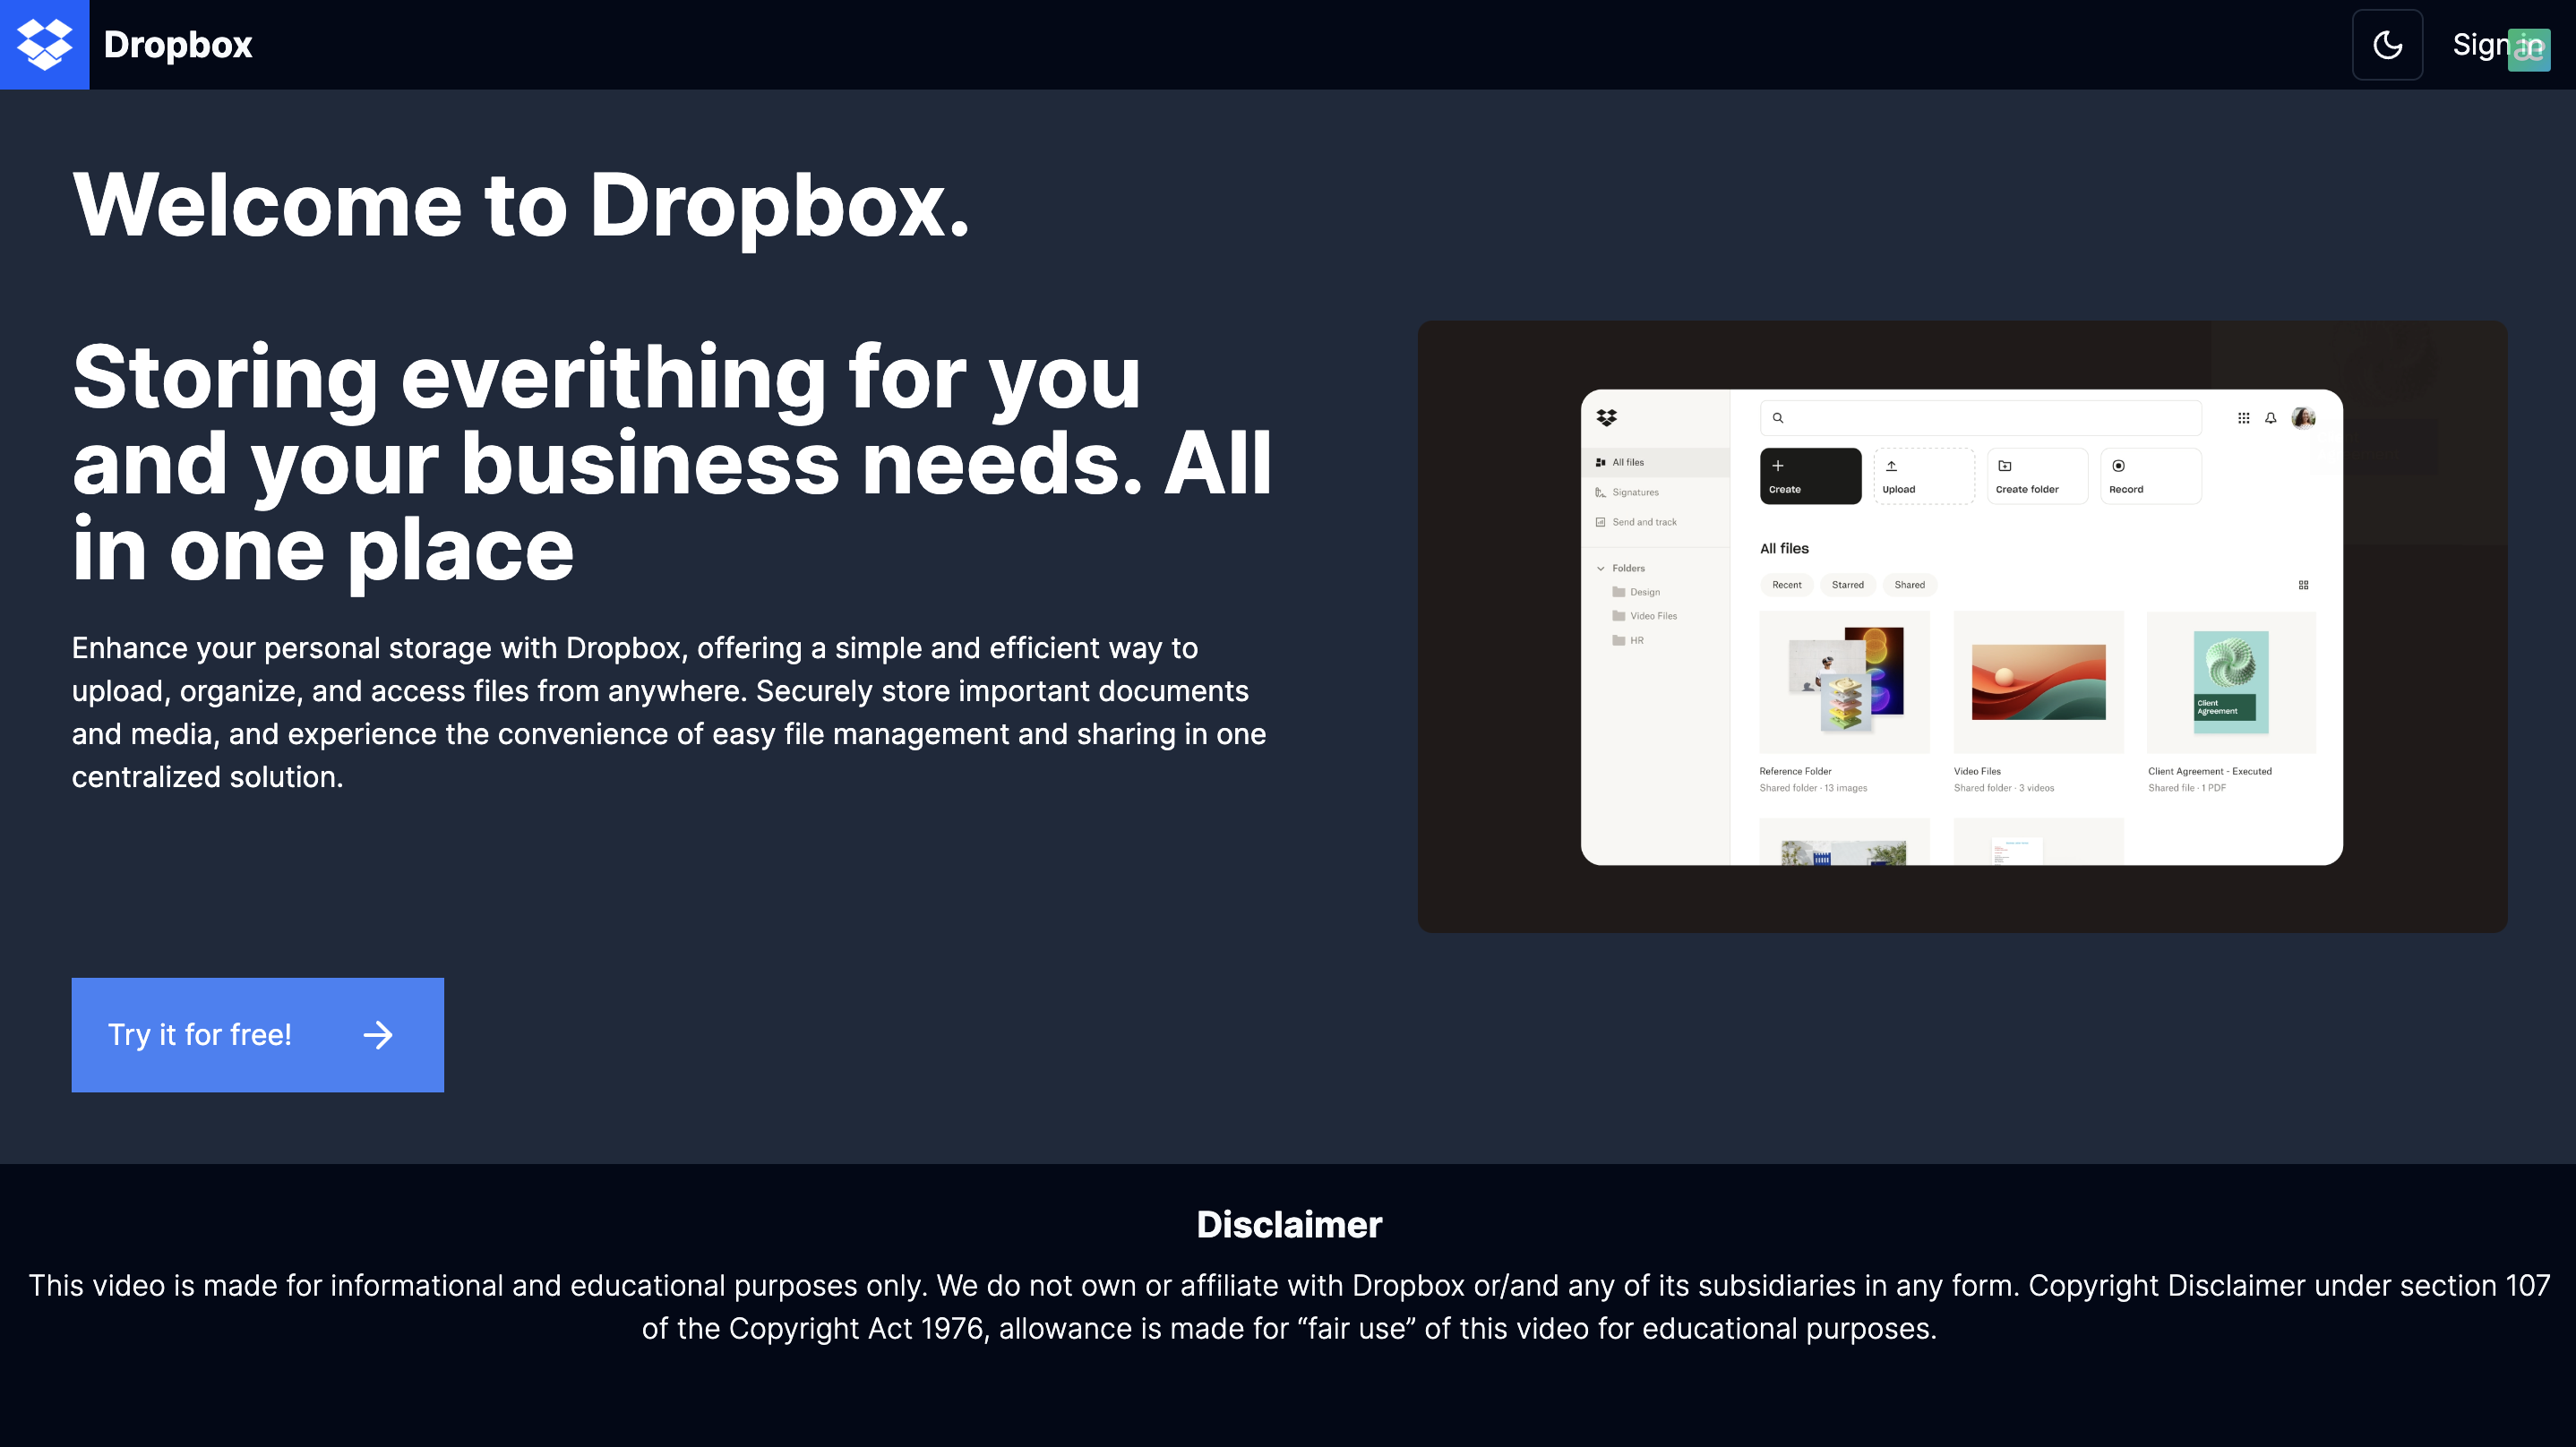 Dropbox
Sign in
Welcome to Dropbox.
Storing everithing for you
and your business needs. All
in one place
Enhance your personal storage with Dropbox, offering a simple and efficient way to
upload, organize, and access files from anywhere. Securely store important documents
and media, and experience the convenience of easy file management and sharing in one
centralized solution.
Try it for free!
All files
Signatures
Send and track
Folders
Design
Video Files
HR
Create
Upload
Create folder
Record
All files
Recent
Starred
Shared
Client
Agreement
Reference Folder
Shared folder · 13 images
Video Files
Shared folder · 3 videos
Client Agreement - Executed
Shared file · 1 PDF
Disclaimer
This video is made for informational and educational purposes only. We do not own or affiliate with Dropbox or/and any of its subsidiaries in any form. Copyright Disclaimer under section 107
of the Copyright Act 1976, allowance is made for “fair use” of this video for educational purposes.